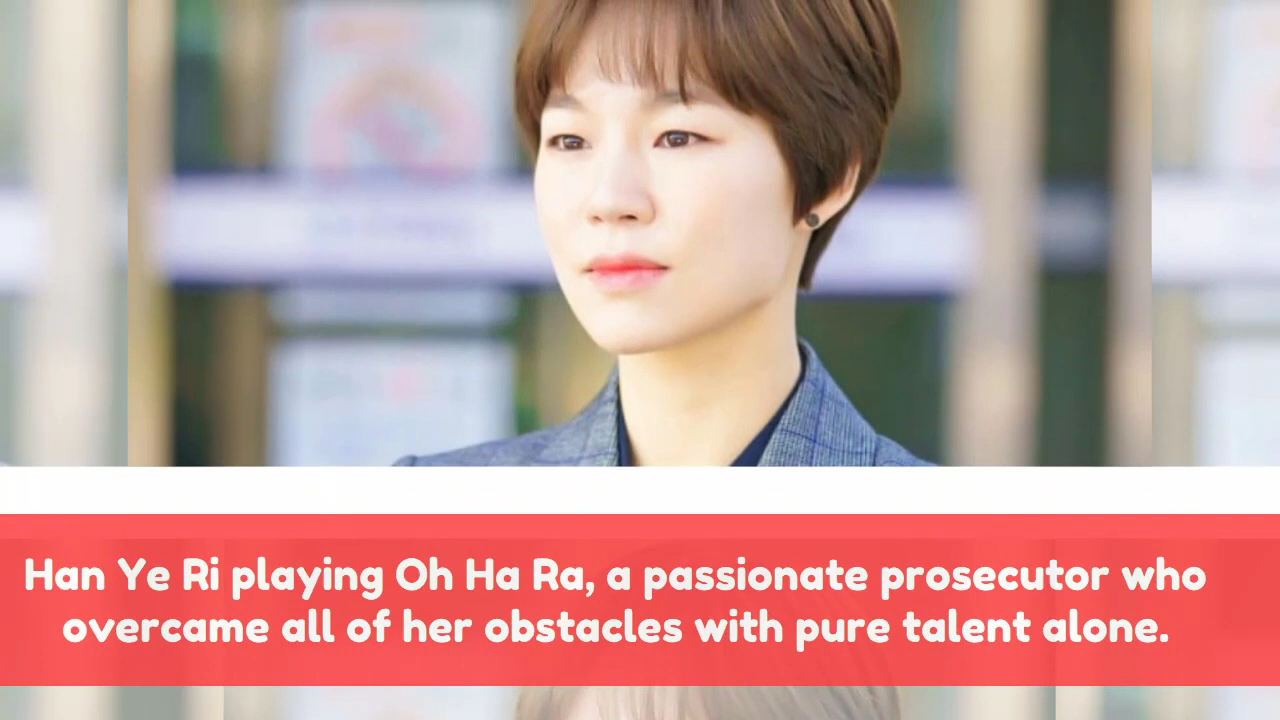 Han Ye Ri playing Oh Ha Ra, a passionate prosecutor who
overcame all of her obstacles with pure talent alone.